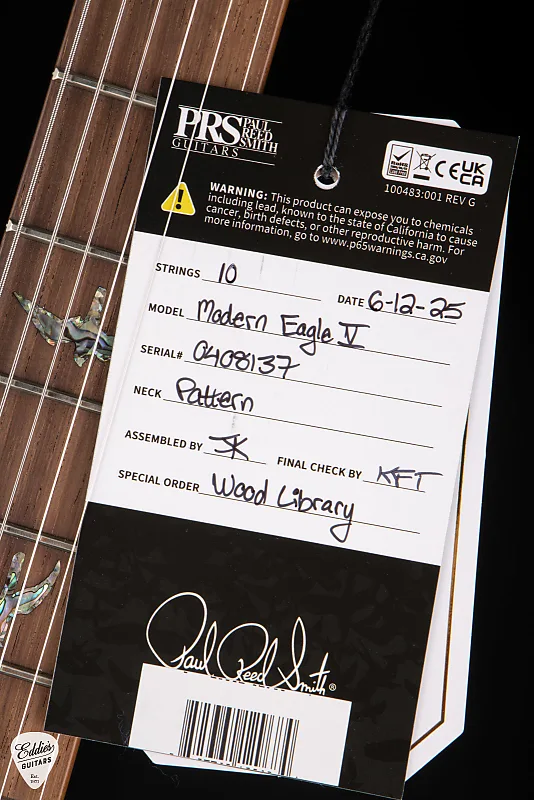 PRS PAUL REED SMITH
GUITARS
CE UKCA
100483:001 REV G
WARNING: This product can expose you to chemicals
including lead, known to the state of California to cause
cancer, birth defects, or other reproductive harm. For
more information, go to www.p65warnings.ca.gov
STRINGS 10 DATE 6-12-25
MODEL Modern Eagle V
SERIAL# 0408137
NECK Pattern
ASSEMBLED BY JK FINAL CHECK BY KFT
SPECIAL ORDER Wood Library
Paul Reed Smith®
Eddie's
GUITARS